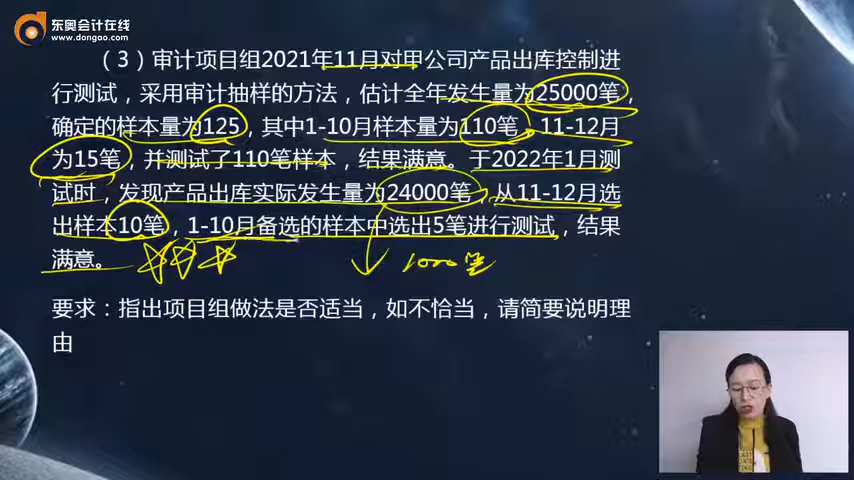 东奥会计在线
www.dongao.com
（3）审计项目组2021年11月对甲公司产品出库控制进
行测试，采用审计抽样的方法，估计全年发生量为25000笔，
确定的样本量为125，其中1-10月样本量为110笔，11-12月
为15笔，并测试了110笔样本，结果满意。于2022年1月测
试时，发现产品出库实际发生量为24000笔，从11-12月选
出样本10笔，1-10月备选的样本中选出5笔进行测试，结果
满意。
1000笔
要求：指出项目组做法是否适当，如不恰当，请简要说明理
由